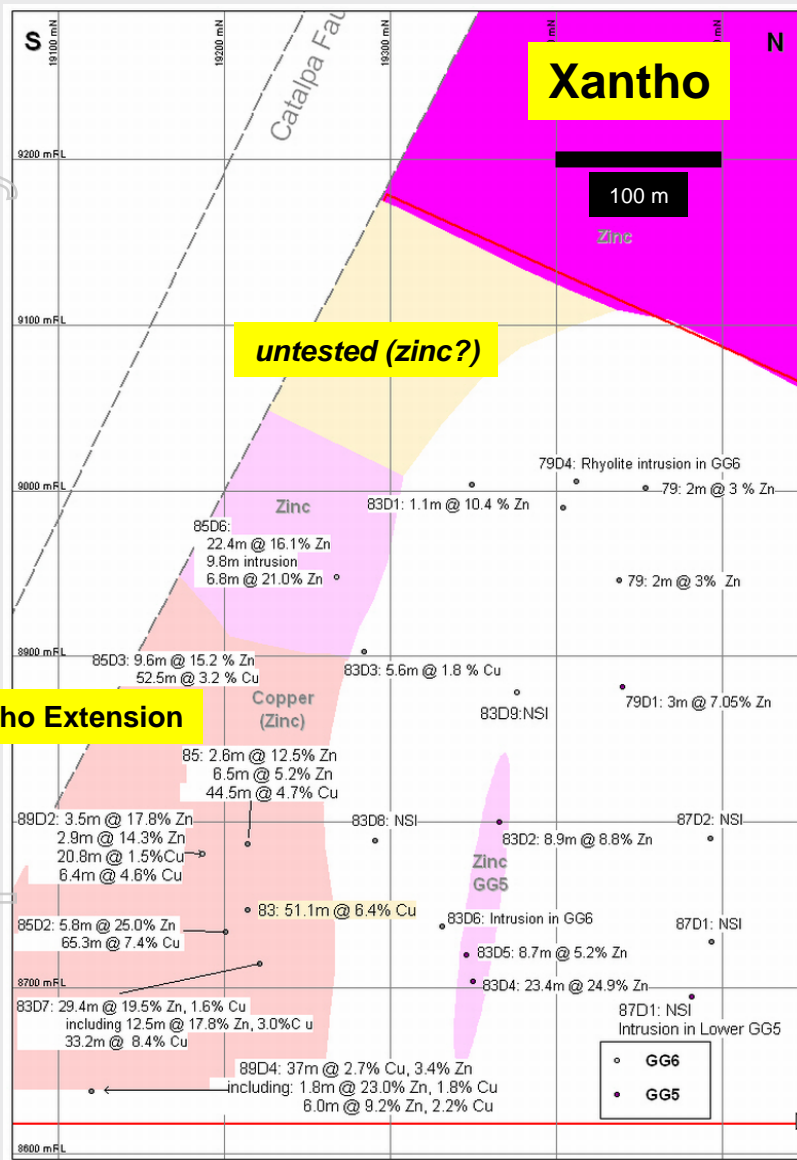 S
19100 mN
19200 mN
19300 mN
N
Catalpa Fau
Xantho
9200 mRL
100 m
Zinc
9100 mRL
untested (zinc?)
79D4: Rhyolite intrusion in GG6
9000 mRL
83D1: 1.1m @ 10.4 % Zn
79: 2m @ 3 % Zn
Zinc
85D6:
22.4m @ 16.1% Zn
9.8m intrusion
6.8m @ 21.0% Zn
79: 2m @ 3% Zn
8900 mRL
85D3: 9.6m @ 15.2 % Zn
52.5m @ 3.2 % Cu
83D3: 5.6m @ 1.8 % Cu
79D1: 3m @ 7.05% Zn
Copper
(Zinc)
83D9:NSI
ho Extension
85: 2.6m @ 12.5% Zn
6.5m @ 5.2% Zn
44.5m @ 4.7% Cu
89D2: 3.5m @ 17.8% Zn
2.9m @ 14.3% Zn
20.8m @ 1.5%Cu
6.4m @ 4.6% Cu
83D8: NSI
87D2: NSI
83D2: 8.9m @ 8.8% Zn
Zinc
GG5
83: 51.1m @ 6.4% Cu
83D6: Intrusion in GG6
87D1: NSI
85D2: 5.8m @ 25.0% Zn
65.3m @ 7.4% Cu
83D5: 8.7m @ 5.2% Zn
8700 mRL
83D4: 23.4m @ 24.9% Zn
83D7: 29.4m @ 19.5% Zn, 1.6% Cu
including 12.5m @ 17.8% Zn, 3.0%C u
33.2m @ 8.4% Cu
87D1: NSI
Intrusion in Lower GG5
89D4: 37m @ 2.7% Cu, 3.4% Zn
including: 1.8m @ 23.0% Zn, 1.8% Cu
6.0m @ 9.2% Zn, 2.2% Cu
GG6
GG5
8600 mRL